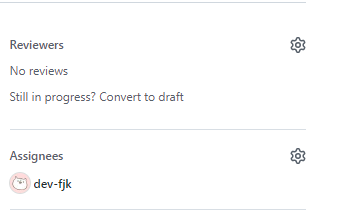 Reviewers
No reviews
Still in progress? Convert to draft
Assignees
dev-fjk